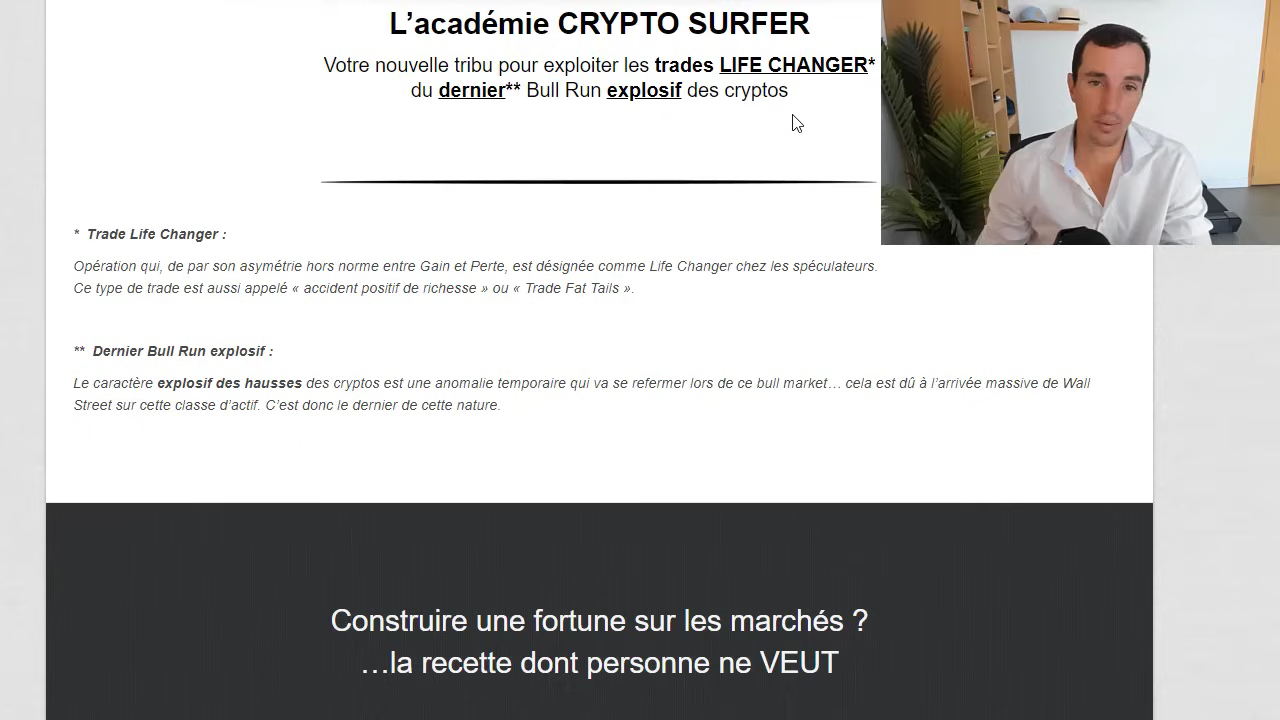 L’académie CRYPTO SURFER
Votre nouvelle tribu pour exploiter les trades LIFE CHANGER*
du dernier** Bull Run explosif des cryptos
* Trade Life Changer :
Opération qui, de par son asymétrie hors norme entre Gain et Perte, est désignée comme Life Changer chez les spéculateurs.
Ce type de trade est aussi appelé « accident positif de richesse » ou « Trade Fat Tails ».
** Dernier Bull Run explosif :
Le caractère explosif des hausses des cryptos est une anomalie temporaire qui va se refermer lors de ce bull market… cela est dû à l’arrivée massive de Wall
Street sur cette classe d’actif. C’est donc le dernier de cette nature.
Construire une fortune sur les marchés ?
…la recette dont personne ne VEUT